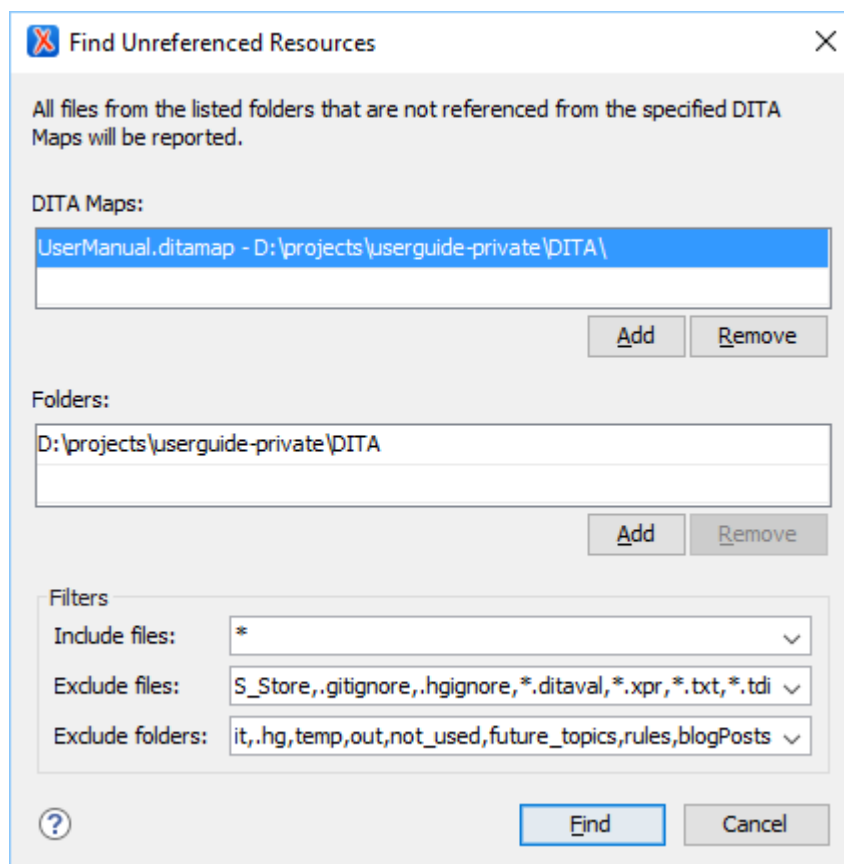 Find Unreferenced Resources
All files from the listed folders that are not referenced from the specified DITA
Maps will be reported.
DITA Maps:
UserManual.ditamap - D:\projects\userguide-private\DITA\
Add Remove
Folders:
D:\projects\userguide-private\DITA
Add Remove
Filters
Include files: *
Exclude files: S_Store,.gitignore,.hgignore,*.ditaval,*.xpr,*.txt,*.tdi
Exclude folders: it,.hg,temp,out,not_used,future_topics,rules,blogPosts
? Find Cancel